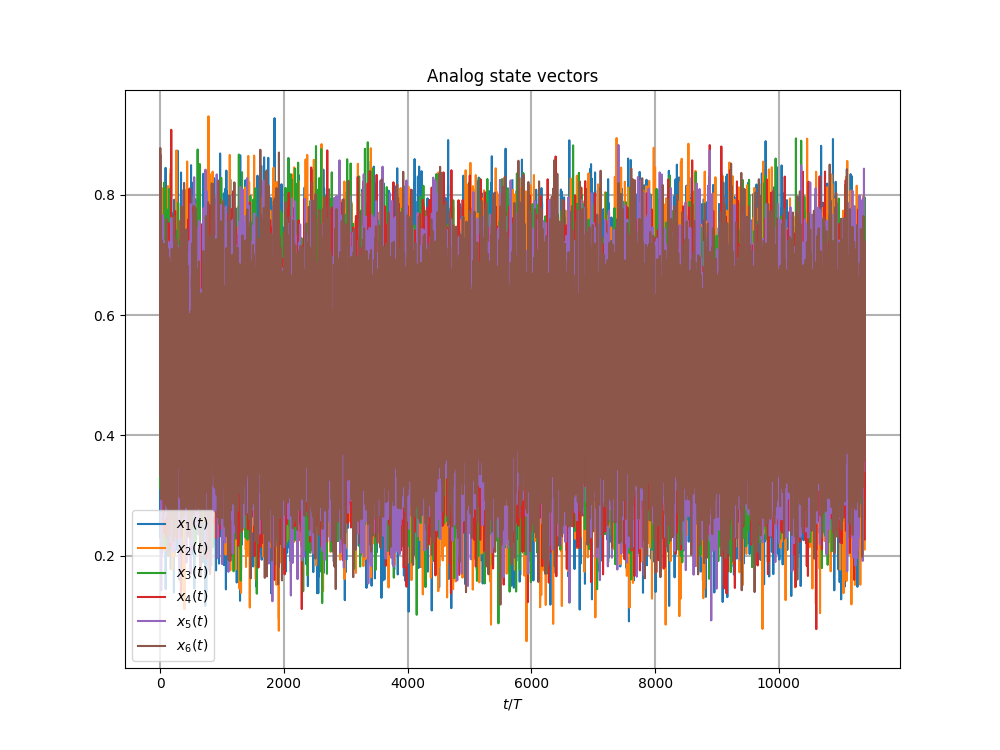 Analog state vectors
0.8
0.6
0.4
0.2
x₁(t)
x₂(t)
x₃(t)
x₄(t)
x₅(t)
x₆(t)
0 2000 4000 6000 8000 10000
t/T